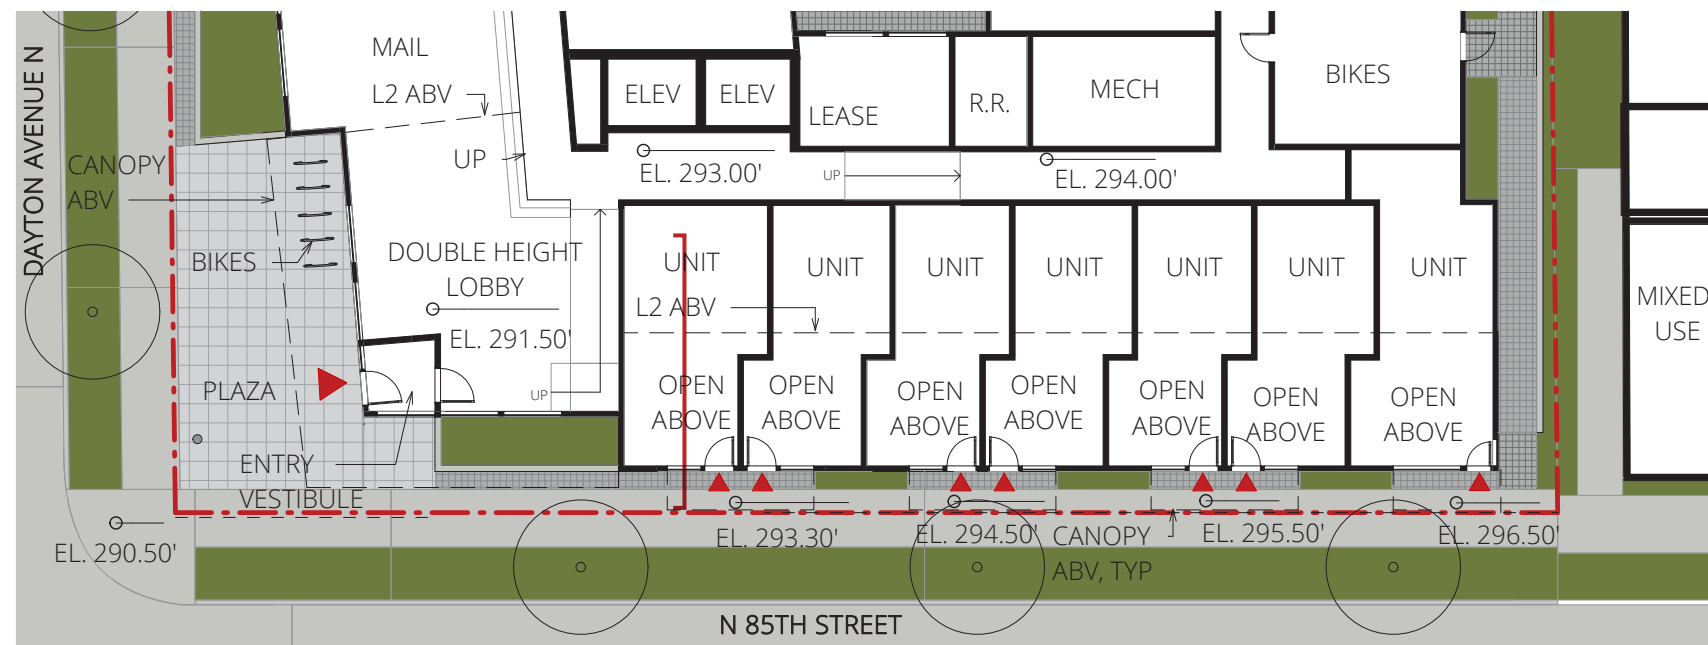 DAYTON AVENUE N
MAIL
L2 ABV
ELEV
ELEV
LEASE
R.R.
MECH
BIKES
CANOPY
ABV
UP
EL. 293.00'
UP
EL. 294.00'
BIKES
DOUBLE HEIGHT
LOBBY
EL. 291.50'
UNIT
UNIT
UNIT
UNIT
UNIT
UNIT
UNIT
L2 ABV
MIXED
USE
PLAZA
UP
OPEN
ABOVE
OPEN
ABOVE
OPEN
ABOVE
OPEN
ABOVE
OPEN
ABOVE
OPEN
ABOVE
OPEN
ABOVE
ENTRY
VESTIBULE
EL. 290.50'
EL. 293.30'
EL. 294.50'
CANOPY
ABV, TYP
EL. 295.50'
EL. 296.50'
N 85TH STREET